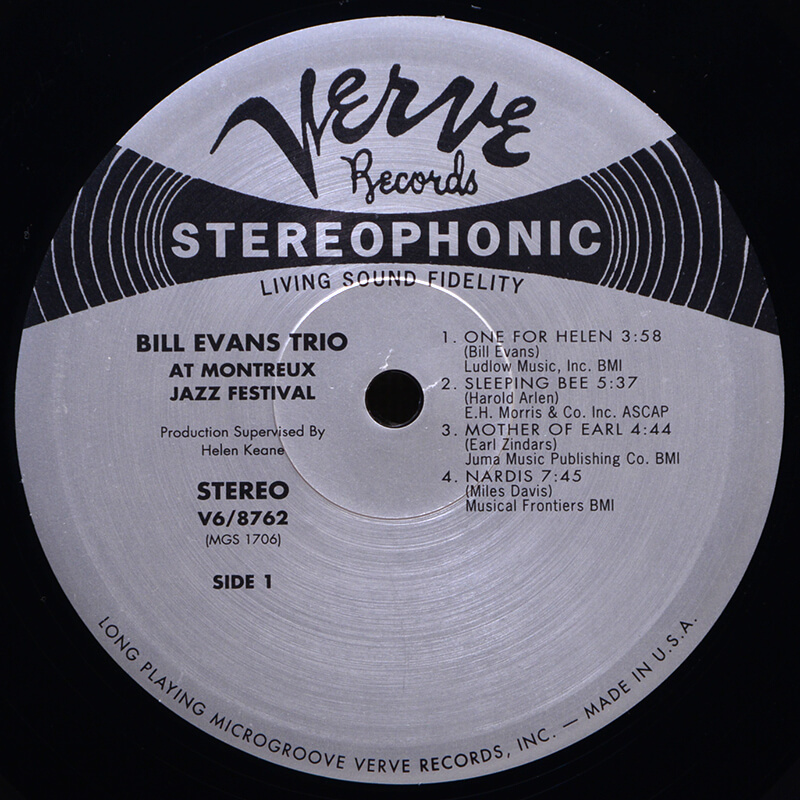 Verve
Records
STEREOPHONIC
LIVING SOUND FIDELITY
BILL EVANS TRIO
AT MONTREUX
JAZZ FESTIVAL
Production Supervised By
Helen Keane
STEREO
V6/8762
(MGS 1706)
SIDE 1
1. ONE FOR HELEN 3:58
(Bill Evans)
Ludlow Music, Inc. BMI
2. SLEEPING BEE 5:37
(Harold Arlen)
E.H. Morris & Co. Inc. ASCAP
3. MOTHER OF EARL 4:44
(Earl Zindars)
Juma Music Publishing Co. BMI
4. NARDIS 7:45
(Miles Davis)
Musical Frontiers BMI
LONG PLAYING MICROGROOVE VERVE RECORDS, INC. — MADE IN U.S.A.